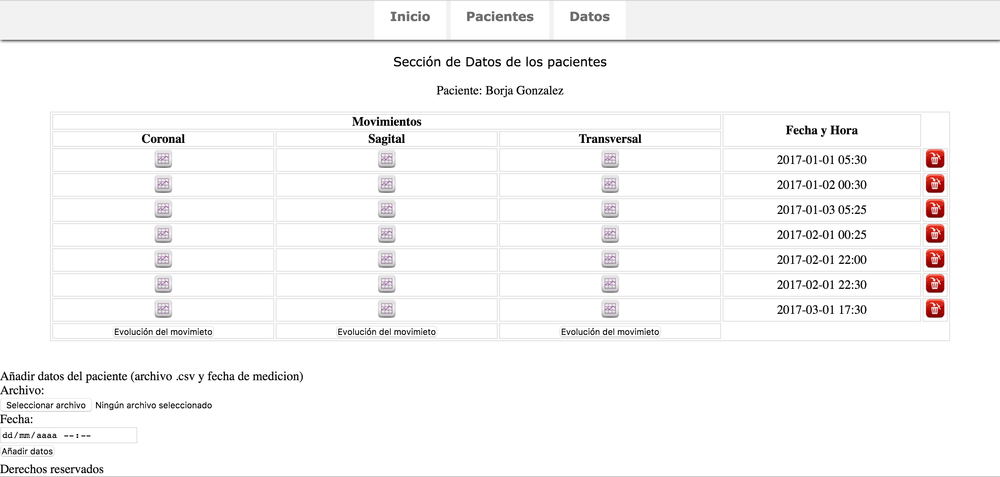 Inicio Pacientes Datos
Sección de Datos de los pacientes
Paciente: Borja Gonzalez
Movimientos
Fecha y Hora
Coronal Sagital Transversal
2017-01-01 05:30
2017-01-02 00:30
2017-01-03 05:25
2017-02-01 00:25
2017-02-01 22:00
2017-02-01 22:30
2017-03-01 17:30
Evolución del movimieto Evolución del movimieto Evolución del movimieto
Añadir datos del paciente (archivo .csv y fecha de medicion)
Archivo:
Seleccionar archivo Ningún archivo seleccionado
Fecha:
dd/mm/aaaa --:--
Añadir datos
Derechos reservados